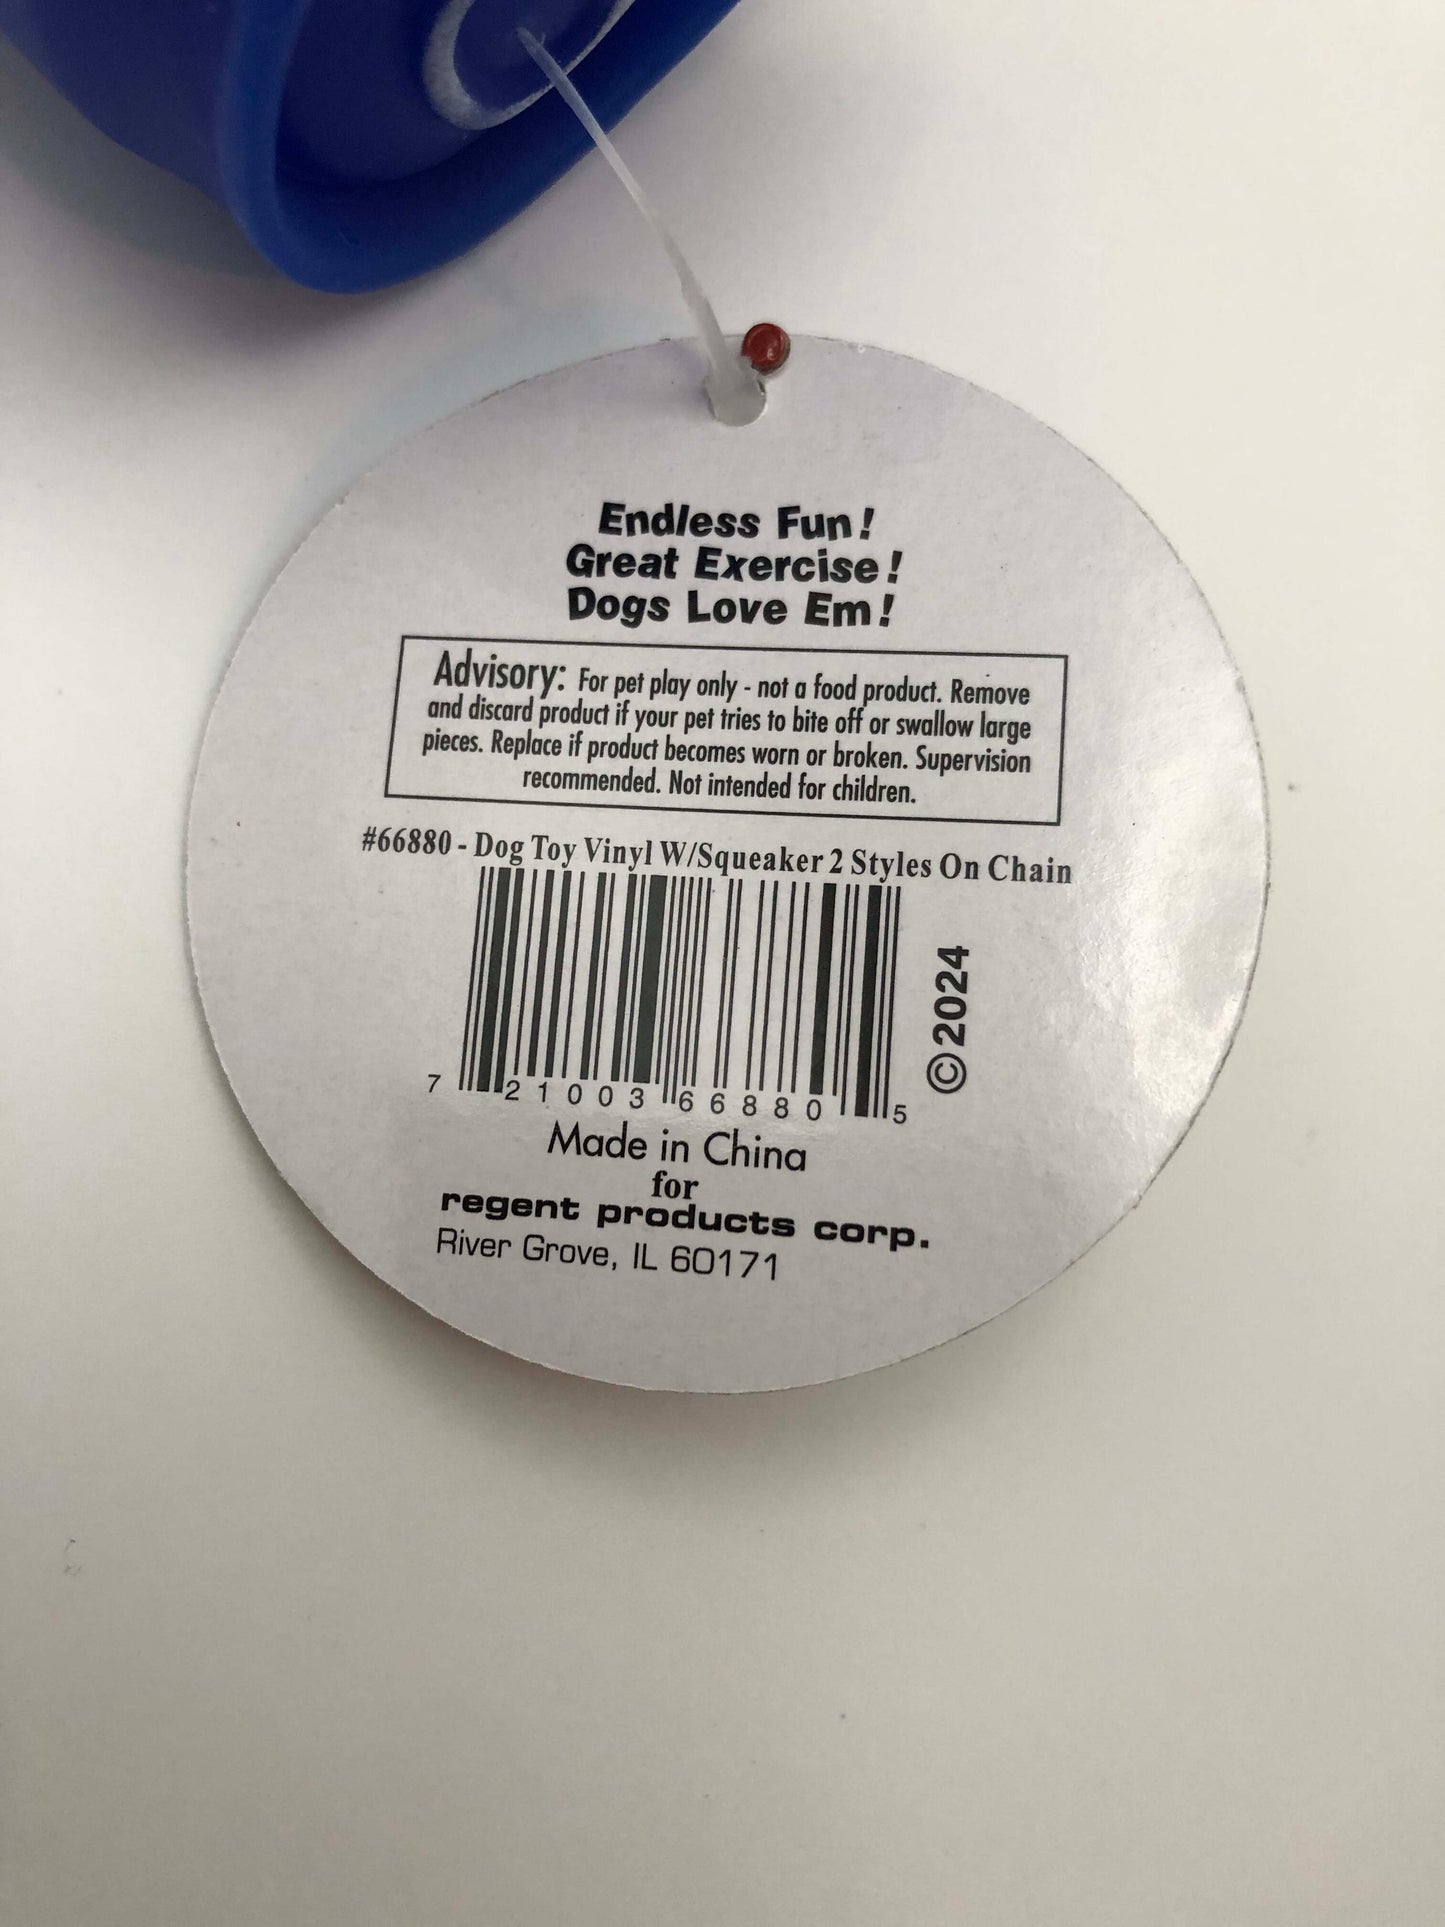 Endless Fun!
Great Exercise!
Dogs Love Em!
Advisory: For pet play only - not a food product. Remove
and discard product if your pet tries to bite off or swallow large
pieces. Replace if product becomes worn or broken. Supervision
recommended. Not intended for children.
#66880 - Dog Toy Vinyl W/Squeaker 2 Styles On Chain
©2024
7 21003 66880 5
Made in China
for
regent products corp.
River Grove, IL 60171